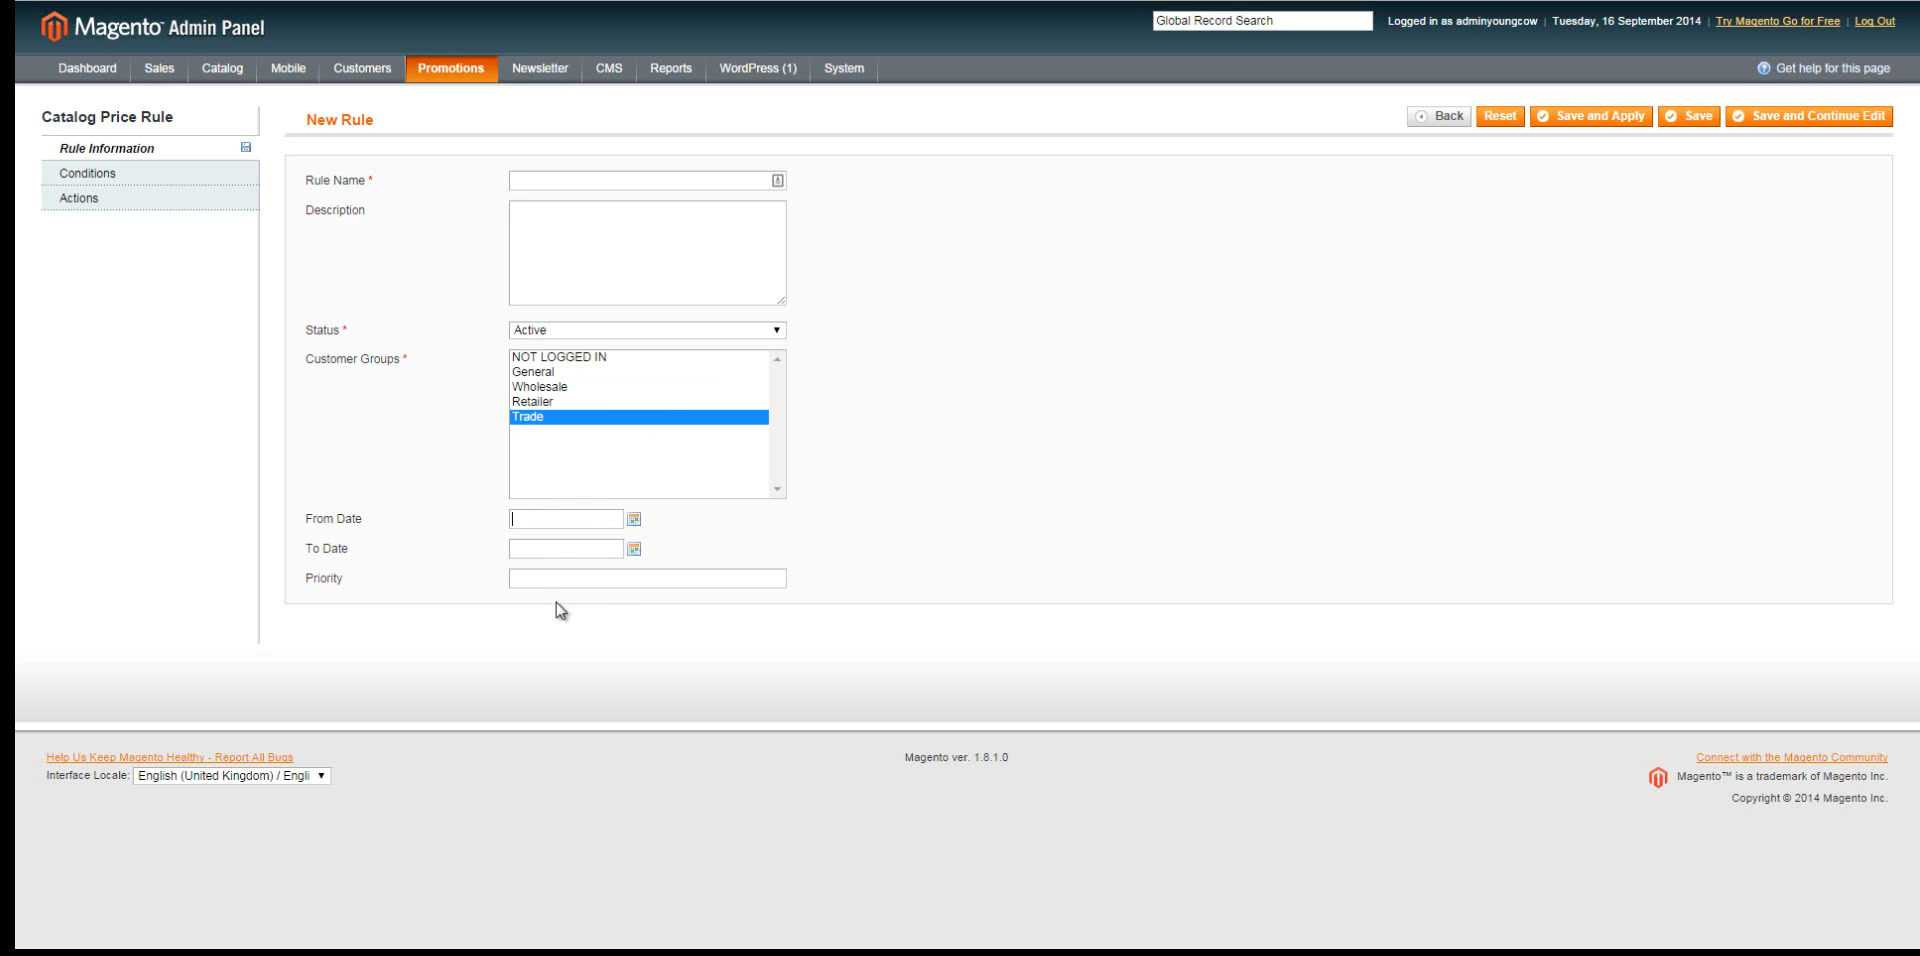 Magento Admin Panel
Global Record Search
Logged in as adminyoungcow | Tuesday, 16 September 2014 | Try Magento Go for Free | Log Out
Dashboard Sales Catalog Mobile Customers Promotions Newsletter CMS Reports WordPress (1) System Get help for this page
Catalog Price Rule
Rule Information
Conditions
Actions
New Rule
Back Reset Save and Apply Save Save and Continue Edit
Rule Name *
Description
Status * Active
Customer Groups *
NOT LOGGED IN
General
Wholesale
Retailer
Trade
From Date
To Date
Priority
Help Us Keep Magento Healthy - Report All Bugs
Interface Locale: English (United Kingdom) / Engli
Magento ver. 1.8.1.0
Connect with the Magento Community
Magento™ is a trademark of Magento Inc.
Copyright © 2014 Magento Inc.